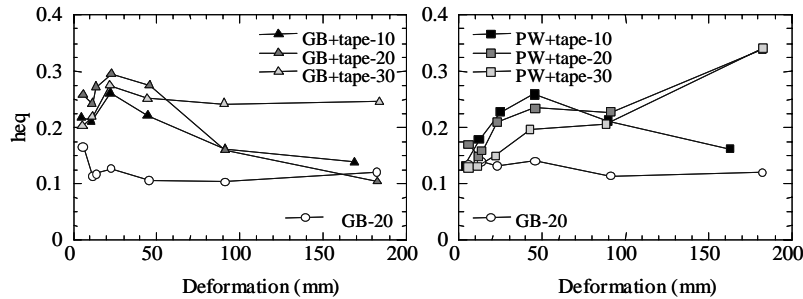 0.4
GB+tape-10
GB+tape-20
GB+tape-30
0.3
heq
0.2
0.1
GB-20
0
0 50 100 150 200
Deformation (mm)
0.4
PW+tape-10
PW+tape-20
PW+tape-30
0.3
0.2
0.1
GB-20
0
0 50 100 150 200
Deformation (mm)